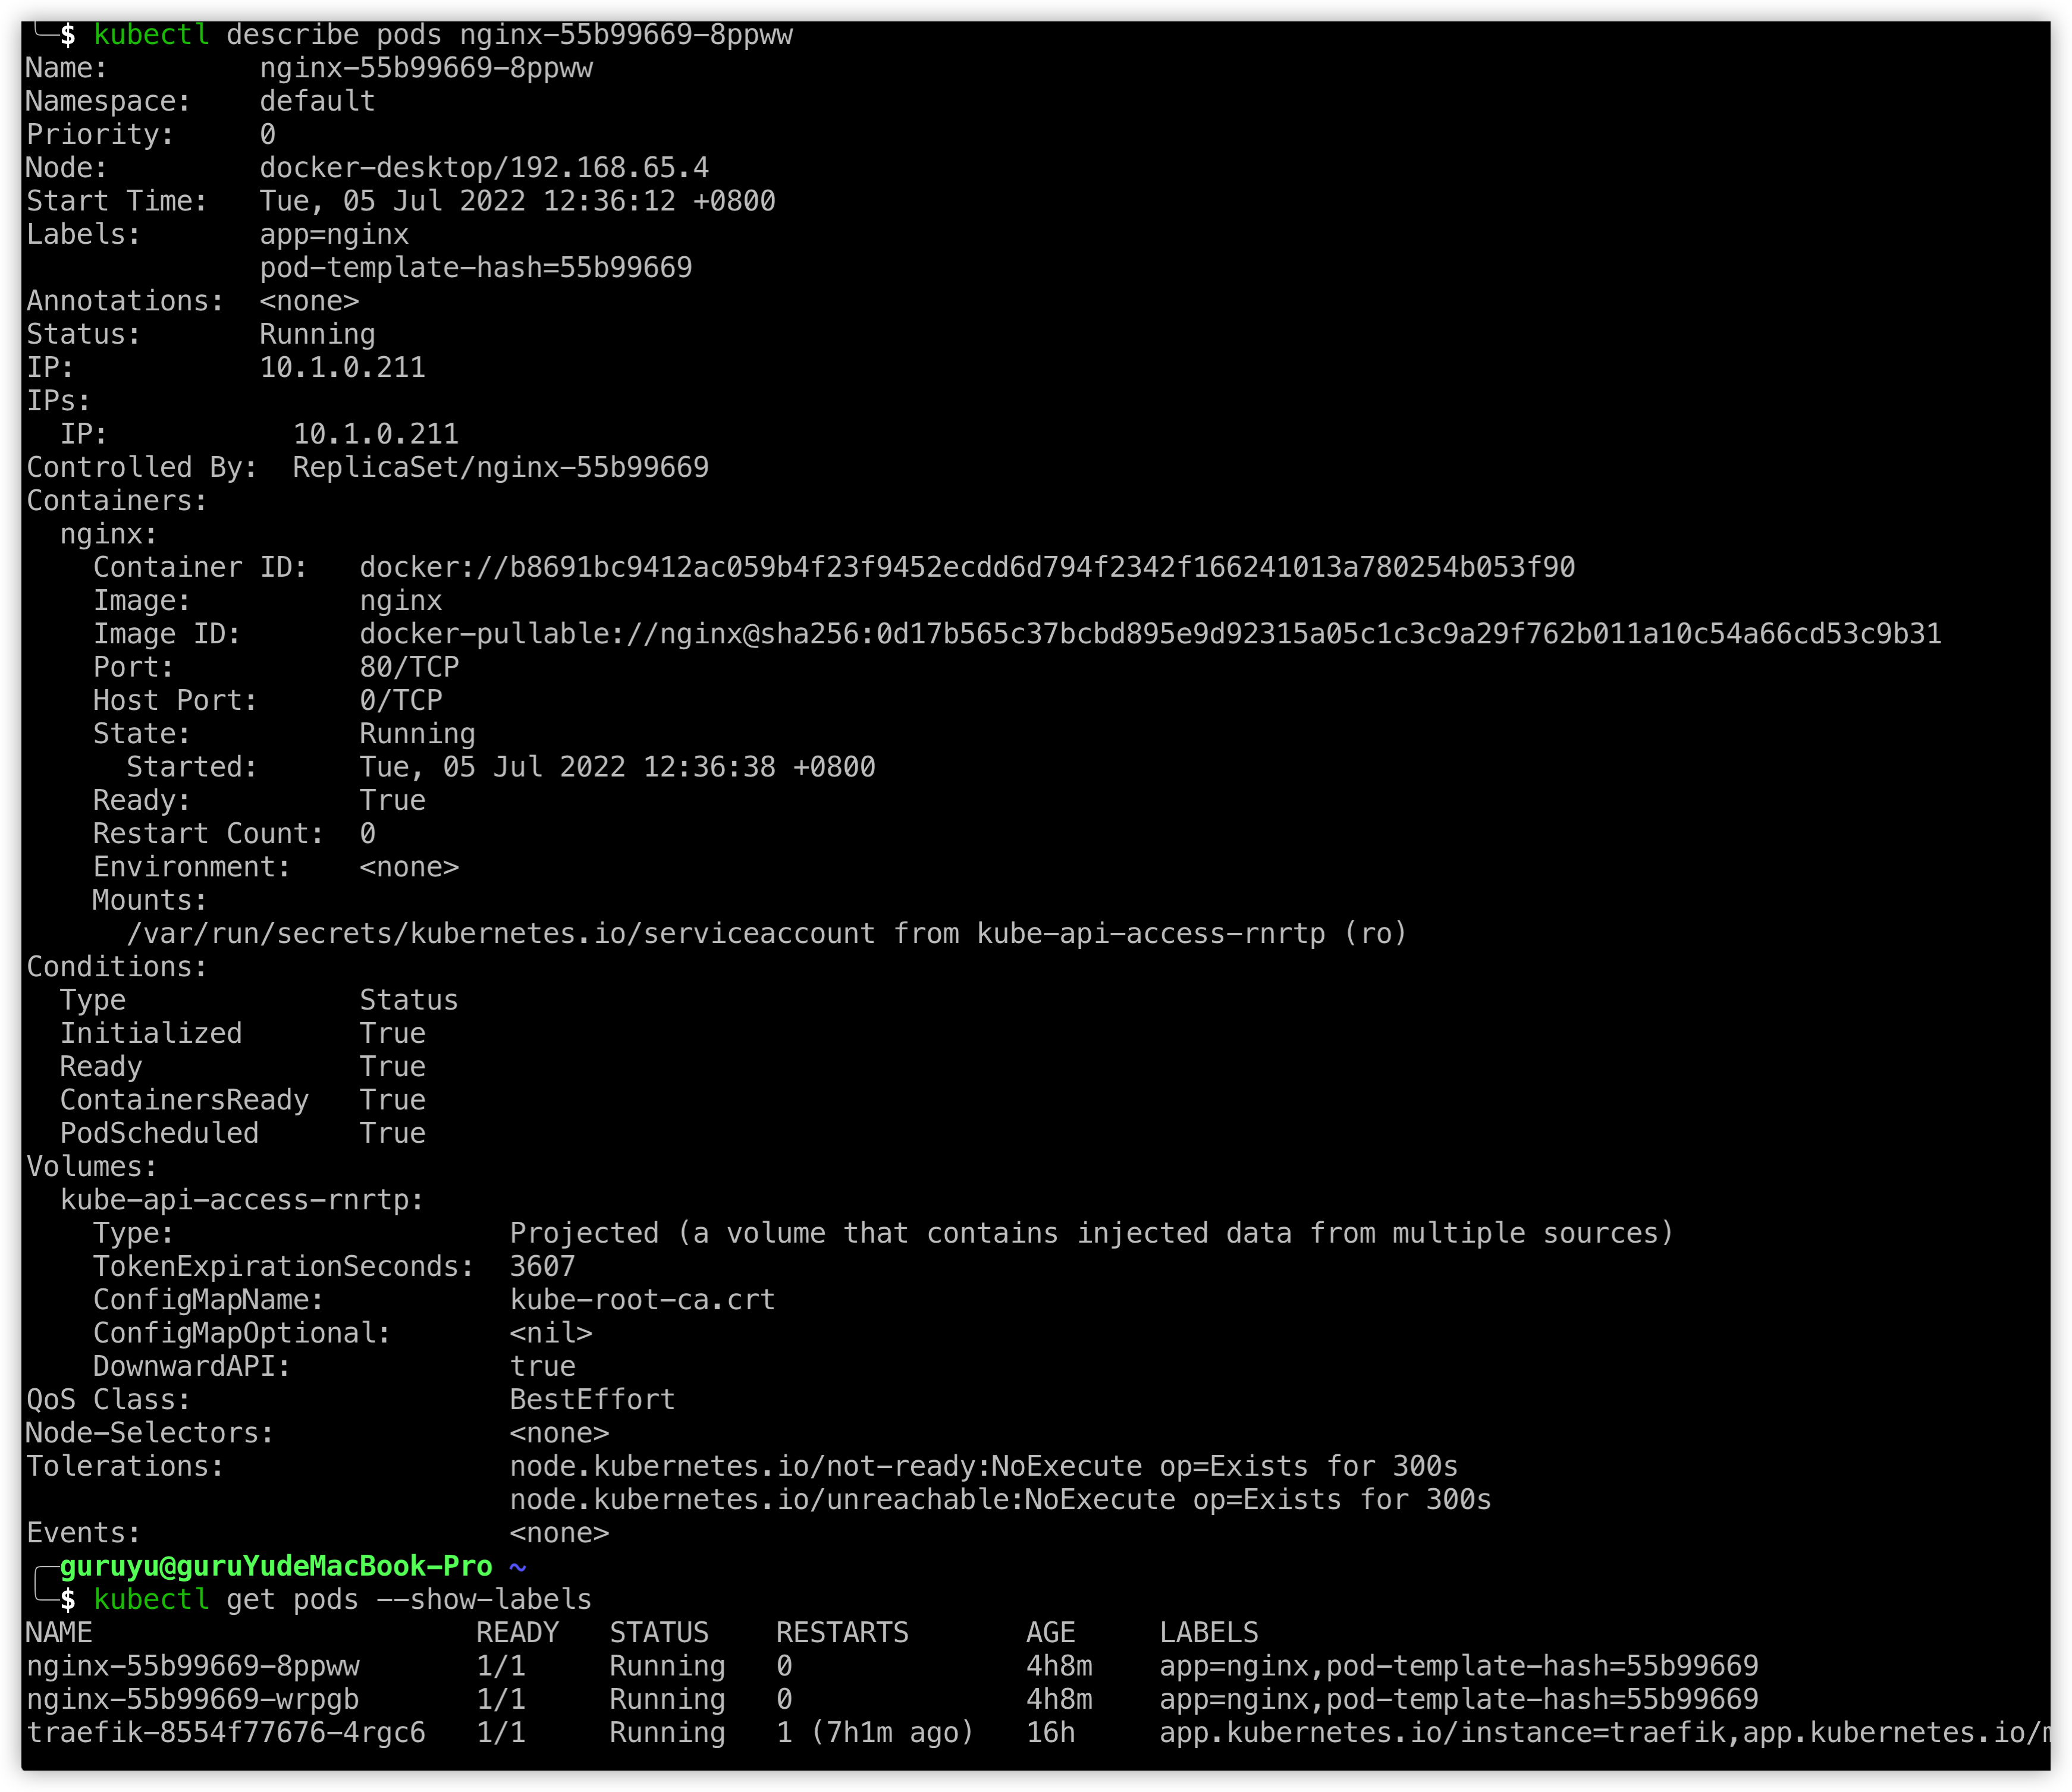 $ kubectl describe pods nginx-55b99669-8ppww
Name:         nginx-55b99669-8ppww
Namespace:    default
Priority:     0
Node:         docker-desktop/192.168.65.4
Start Time:   Tue, 05 Jul 2022 12:36:12 +0800
Labels:       app=nginx
              pod-template-hash=55b99669
Annotations:  <none>
Status:       Running
IP:           10.1.0.211
IPs:
  IP:           10.1.0.211
Controlled By:  ReplicaSet/nginx-55b99669
Containers:
  nginx:
    Container ID:   docker://b8691bc9412ac059b4f23f9452ecdd6d794f2342f166241013a780254b053f90
    Image:          nginx
    Image ID:       docker-pullable://nginx@sha256:0d17b565c37bcbd895e9d92315a05c1c3c9a29f762b011a10c54a66cd53c9b31
    Port:           80/TCP
    Host Port:      0/TCP
    State:          Running
      Started:      Tue, 05 Jul 2022 12:36:38 +0800
    Ready:          True
    Restart Count:  0
    Environment:    <none>
    Mounts:
      /var/run/secrets/kubernetes.io/serviceaccount from kube-api-access-rnrtp (ro)
Conditions:
  Type              Status
  Initialized       True
  Ready             True
  ContainersReady   True
  PodScheduled      True
Volumes:
  kube-api-access-rnrtp:
    Type:                    Projected (a volume that contains injected data from multiple sources)
    TokenExpirationSeconds:  3607
    ConfigMapName:           kube-root-ca.crt
    ConfigMapOptional:       <nil>
    DownwardAPI:             true
QoS Class:                   BestEffort
Node-Selectors:              <none>
Tolerations:                 node.kubernetes.io/not-ready:NoExecute op=Exists for 300s
                             node.kubernetes.io/unreachable:NoExecute op=Exists for 300s
Events:                      <none>
guruyu@guruYudeMacBook-Pro ~
$ kubectl get pods --show-labels
NAME                       READY   STATUS    RESTARTS       AGE    LABELS
nginx-55b99669-8ppww       1/1     Running   0              4h8m   app=nginx,pod-template-hash=55b99669
nginx-55b99669-wrpgb       1/1     Running   0              4h8m   app=nginx,pod-template-hash=55b99669
traefik-8554f77676-4rgc6   1/1     Running   1 (7h1m ago)   16h    app.kubernetes.io/instance=traefik,app.kubernetes.io/